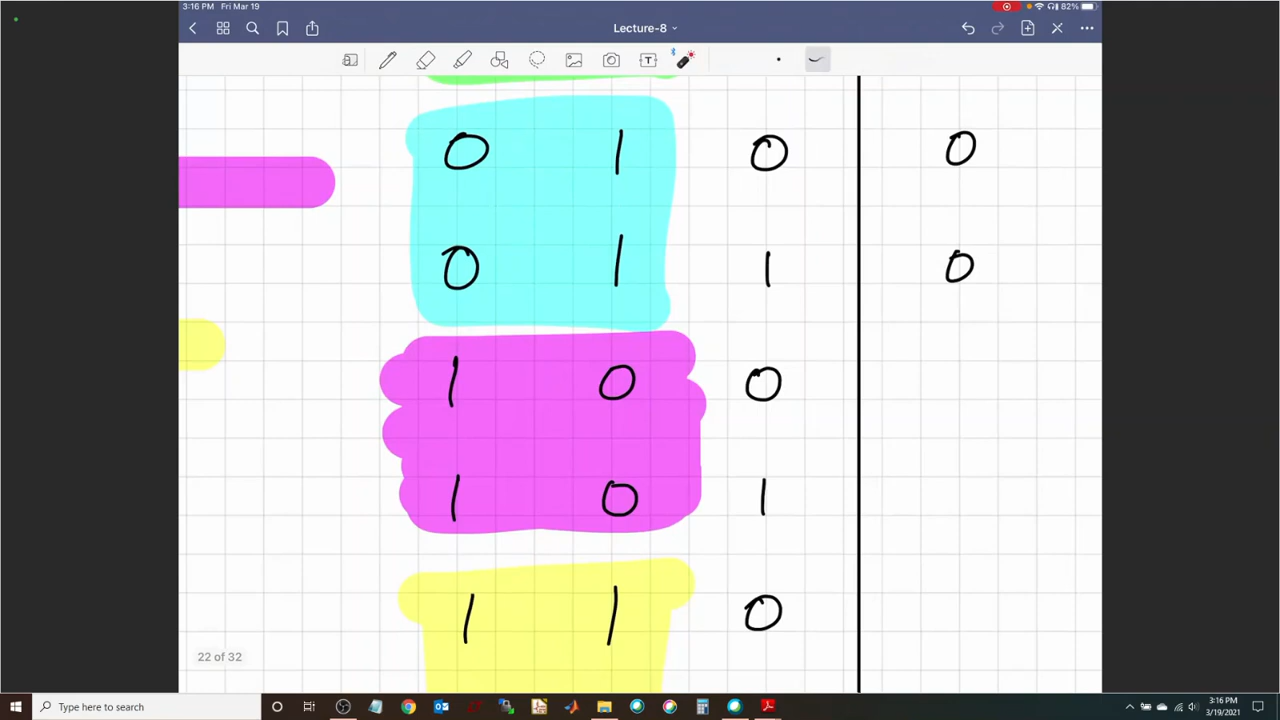 3:16 PM Fri Mar 19 82%
Lecture-8
T
0 1 0 0
0 1 1 0
1 0 0
1 0 1
1 1 0
22 of 32
Type here to search
3:16 PM
3/19/2021